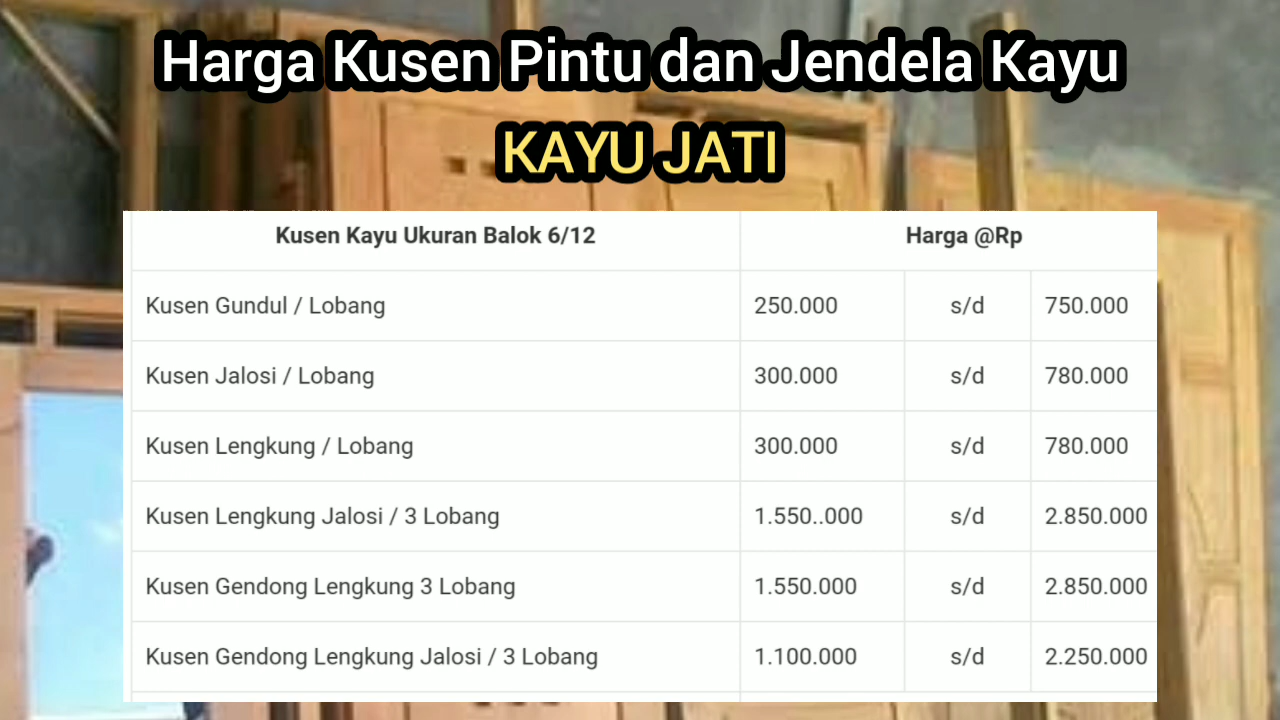 Harga Kusen Pintu dan Jendela Kayu
KAYU JATI
Kusen Kayu Ukuran Balok 6/12 Harga @Rp
Kusen Gundul / Lobang 250.000 s/d 750.000
Kusen Jalosi / Lobang 300.000 s/d 780.000
Kusen Lengkung / Lobang 300.000 s/d 780.000
Kusen Lengkung Jalosi / 3 Lobang 1.550..000 s/d 2.850.000
Kusen Gendong Lengkung 3 Lobang 1.550.000 s/d 2.850.000
Kusen Gendong Lengkung Jalosi / 3 Lobang 1.100.000 s/d 2.250.000